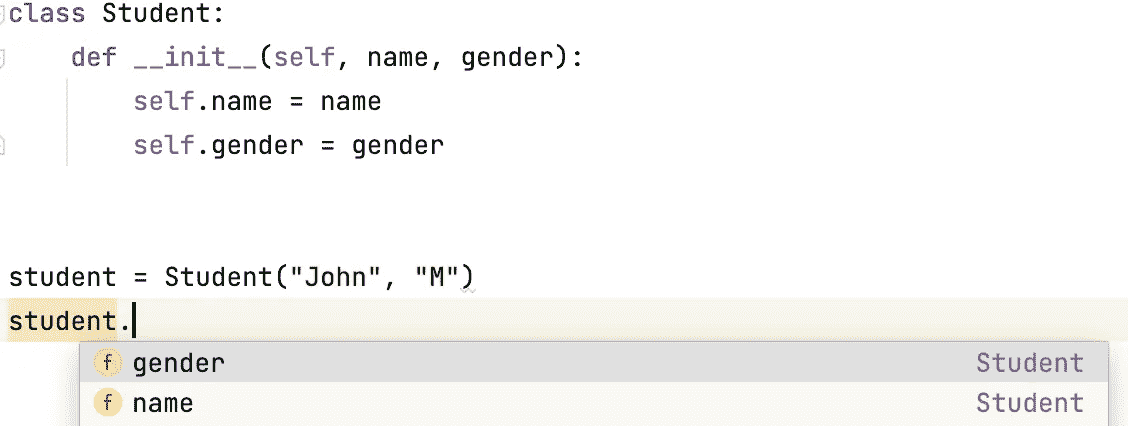 class Student:
    def __init__(self, name, gender):
        self.name = name
        self.gender = gender
student = Student("John", "M")
student.
f gender Student
f name Student